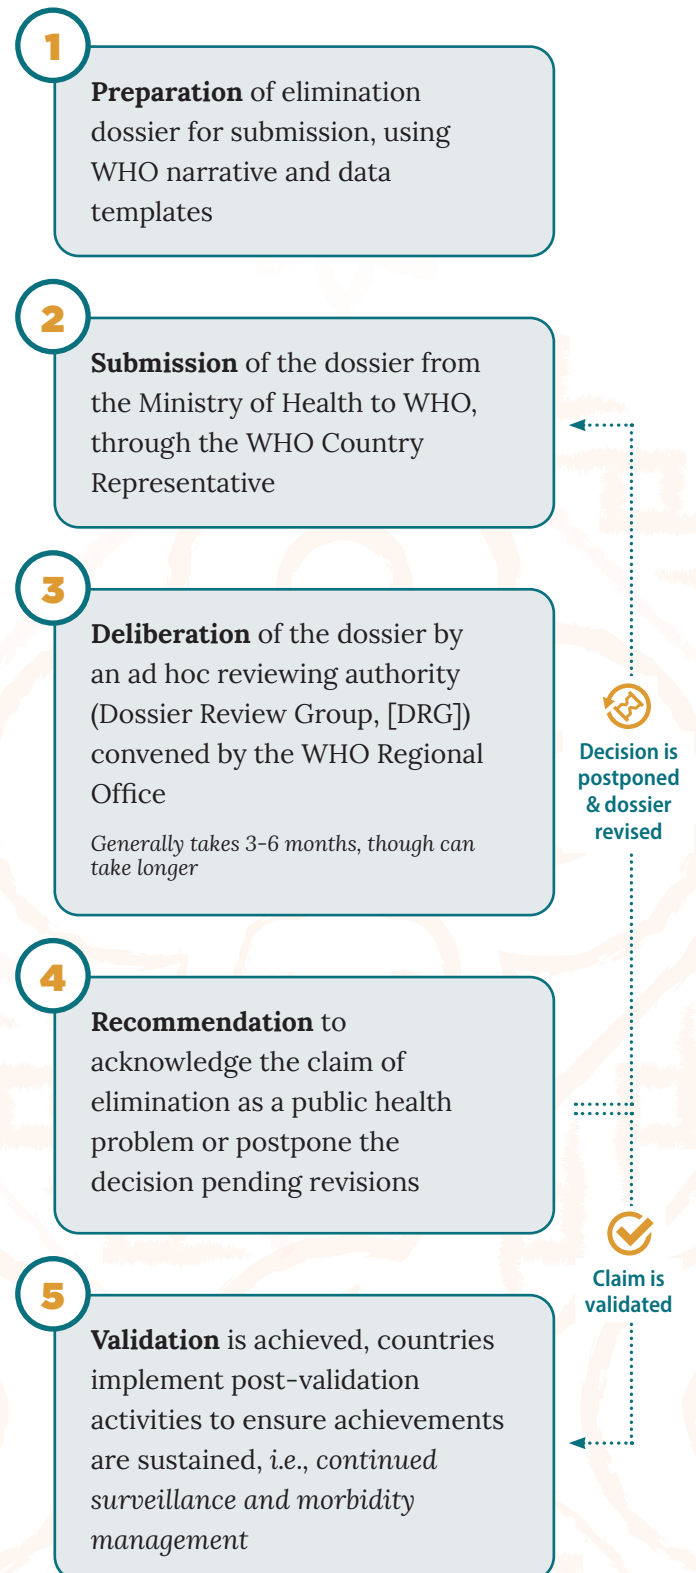 1
Preparation of elimination
dossier for submission, using
WHO narrative and data
templates
2
Submission of the dossier from
the Ministry of Health to WHO,
through the WHO Country
Representative
3
Deliberation of the dossier by
an ad hoc reviewing authority
(Dossier Review Group, [DRG])
convened by the WHO Regional
Office
Generally takes 3-6 months, though can
take longer
Decision is
postponed
& dossier
revised
4
Recommendation to
acknowledge the claim of
elimination as a public health
problem or postpone the
decision pending revisions
Claim is
validated
5
Validation is achieved, countries
implement post-validation
activities to ensure achievements
are sustained, i.e., continued
surveillance and morbidity
management